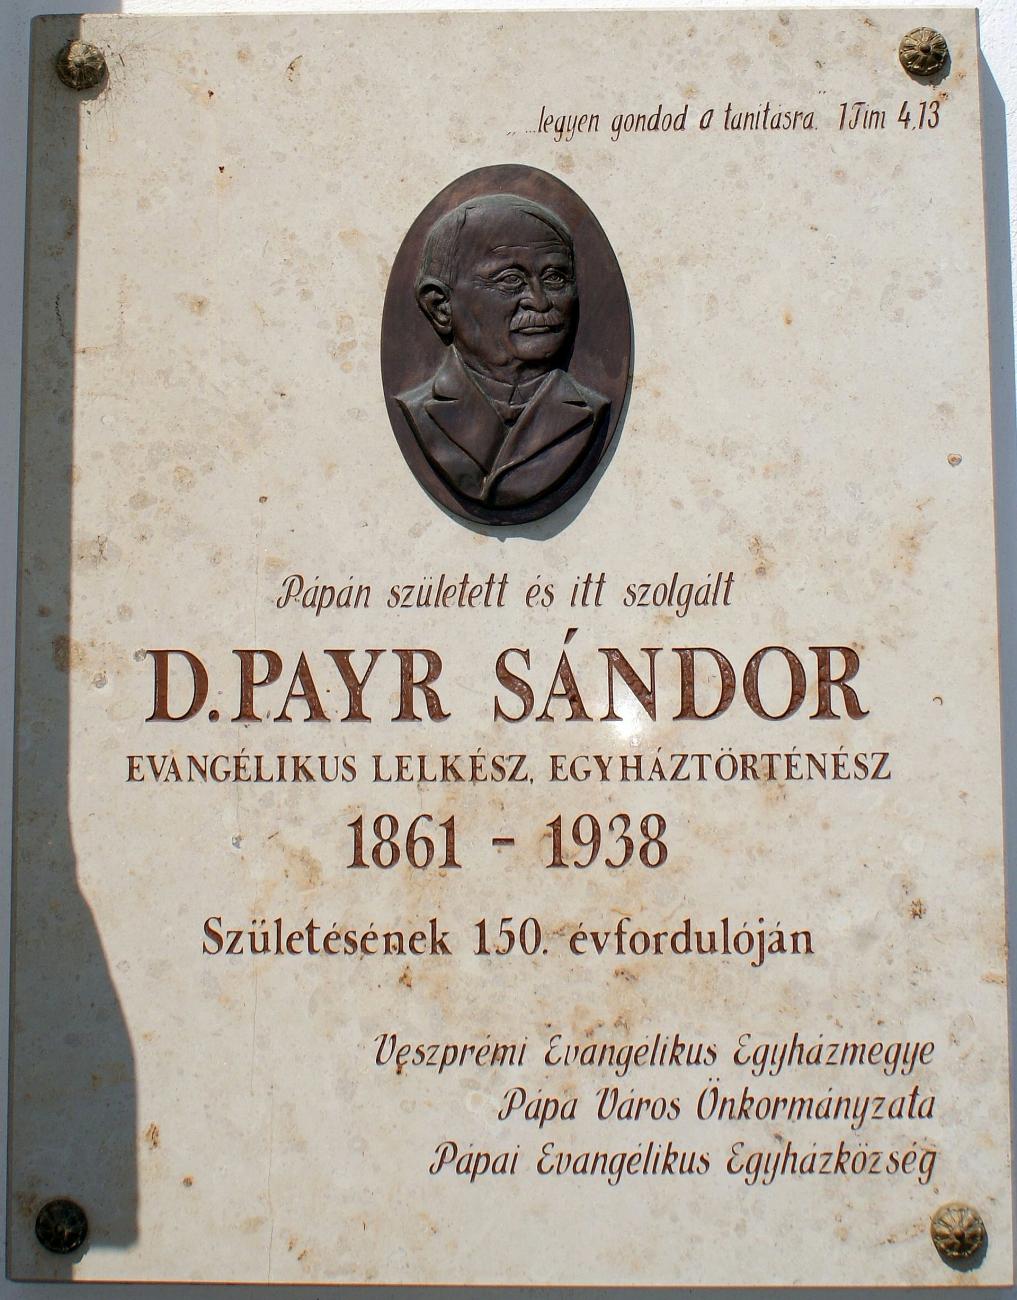 „ ...legyen gondod a tanításra." 1Tim 4,13
Pápán született és itt szolgált
D.PAYR SÁNDOR
EVANGÉLIKUS LELKÉSZ, EGYHÁZTÖRTÉNÉSZ
1861 - 1938
Születésének 150. évfordulóján
Veszprémi Evangélikus Egyházmegye
Pápa Város Önkormányzata
Pápai Evangélikus Egyházközség